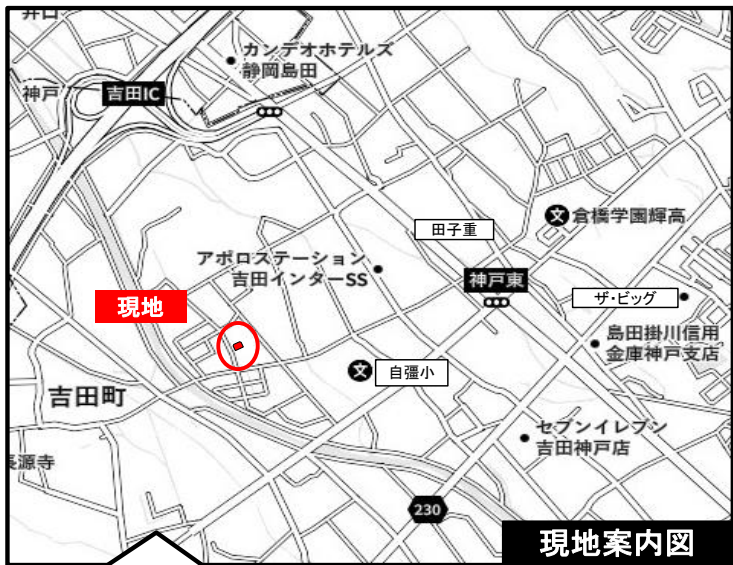 井口
カンデオホテルズ
静岡島田
神戸
吉田IC
倉橋学園輝高
田子重
アポロステーション
吉田インターSS
神戸東
現地
ザ・ビッグ
島田掛川信用
金庫神戸支店
自彊小
吉田町
セブンイレブン
吉田神戸店
長源寺
230
現地案内図